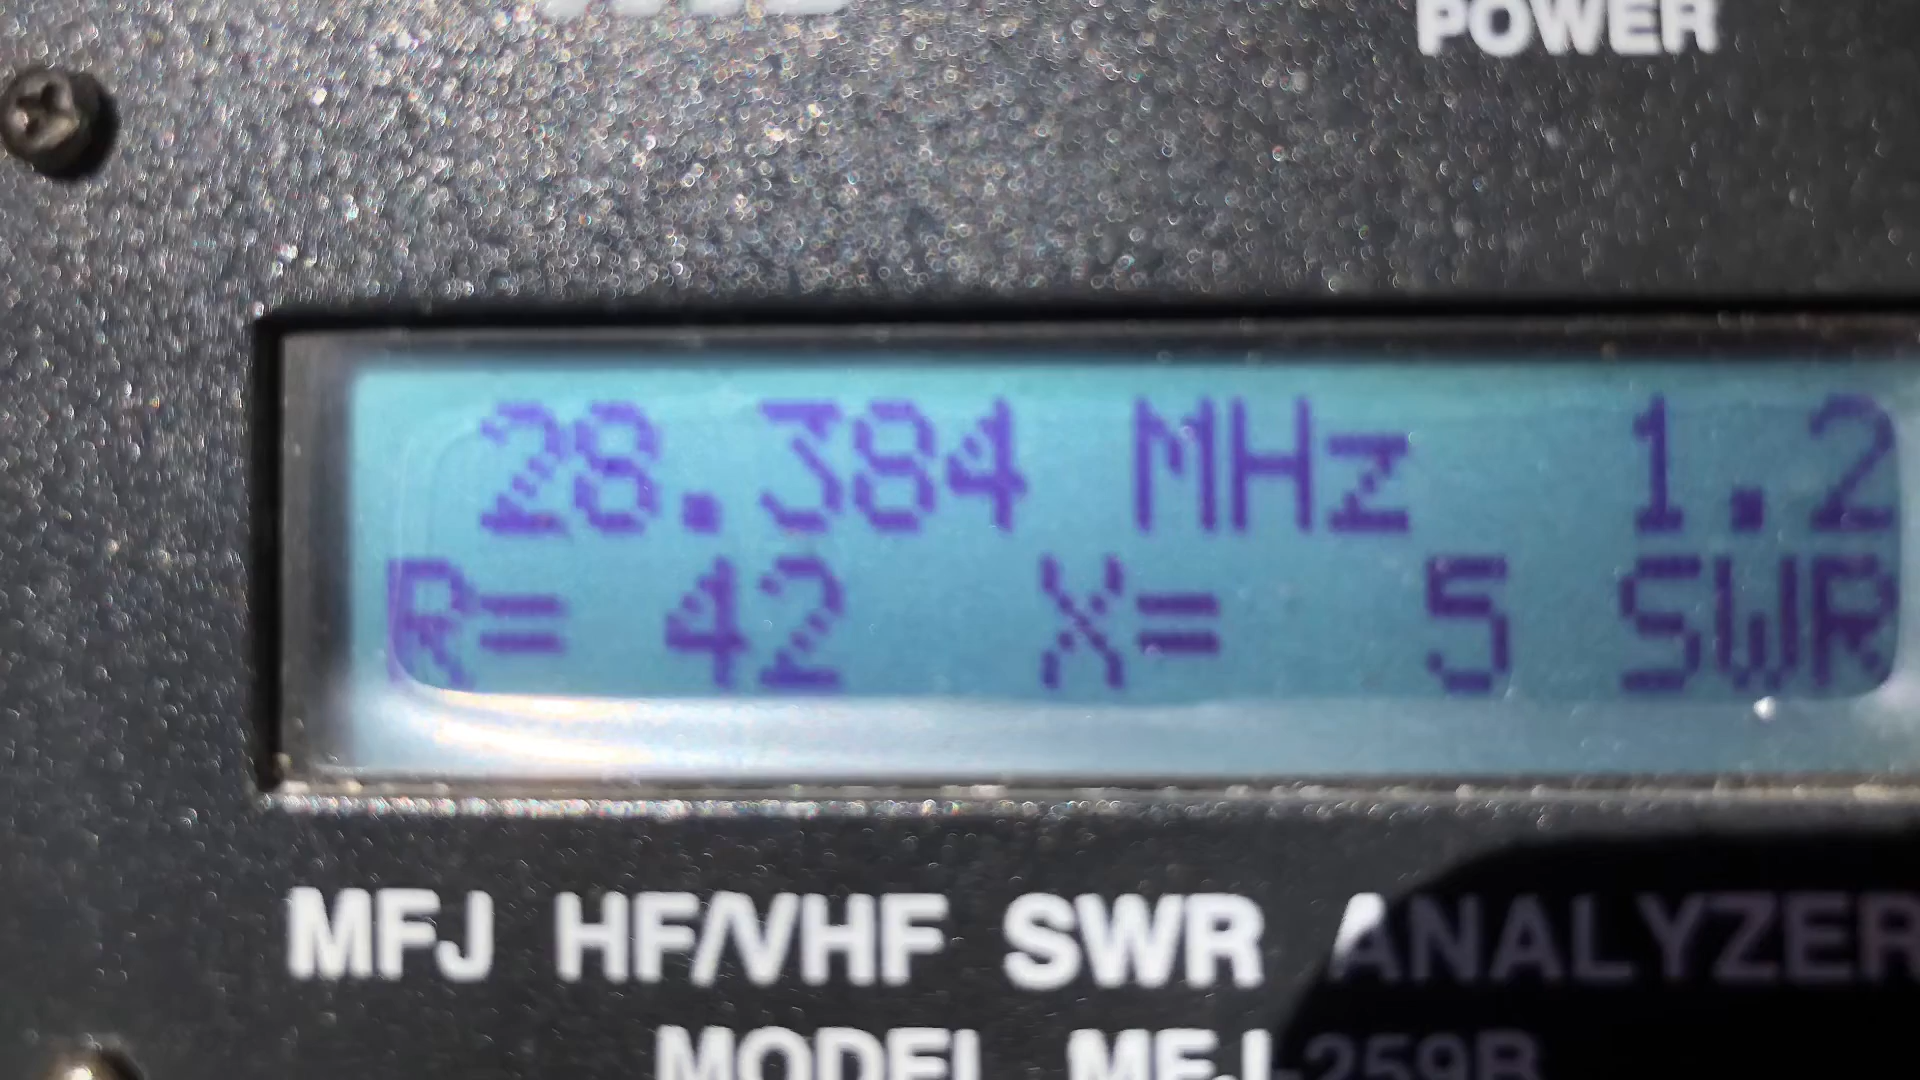 POWER
28.384 MHz 1.2
R= 42 X= 5 SWR
MFJ HF/VHF SWR ANALYZER
MODEL MFJ-259B